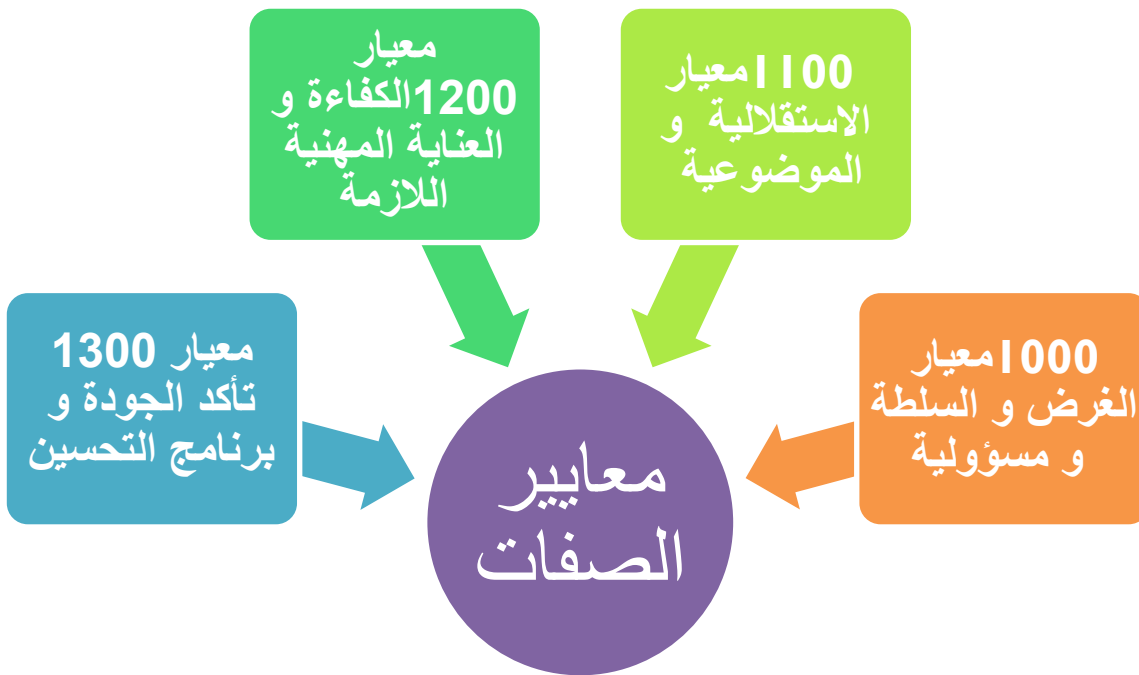 1000معيار
الغرض و السلطة
و مسؤولية
1100معيار
الاستقلالية و
الموضوعية
معيار
1200الكفاءة و
العناية المهنية
اللازمة
معيار 1300
تأكد الجودة و
برنامج التحسين
معايير
الصفات